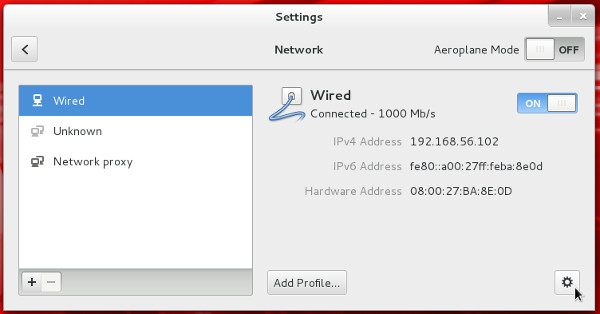 Settings
Network
Aeroplane Mode OFF
Wired
Unknown
Network proxy
Wired
Connected - 1000 Mb/s
ON
IPv4 Address 192.168.56.102
IPv6 Address fe80::a00:27ff:feba:8e0d
Hardware Address 08:00:27:BA:8E:0D
Add Profile...